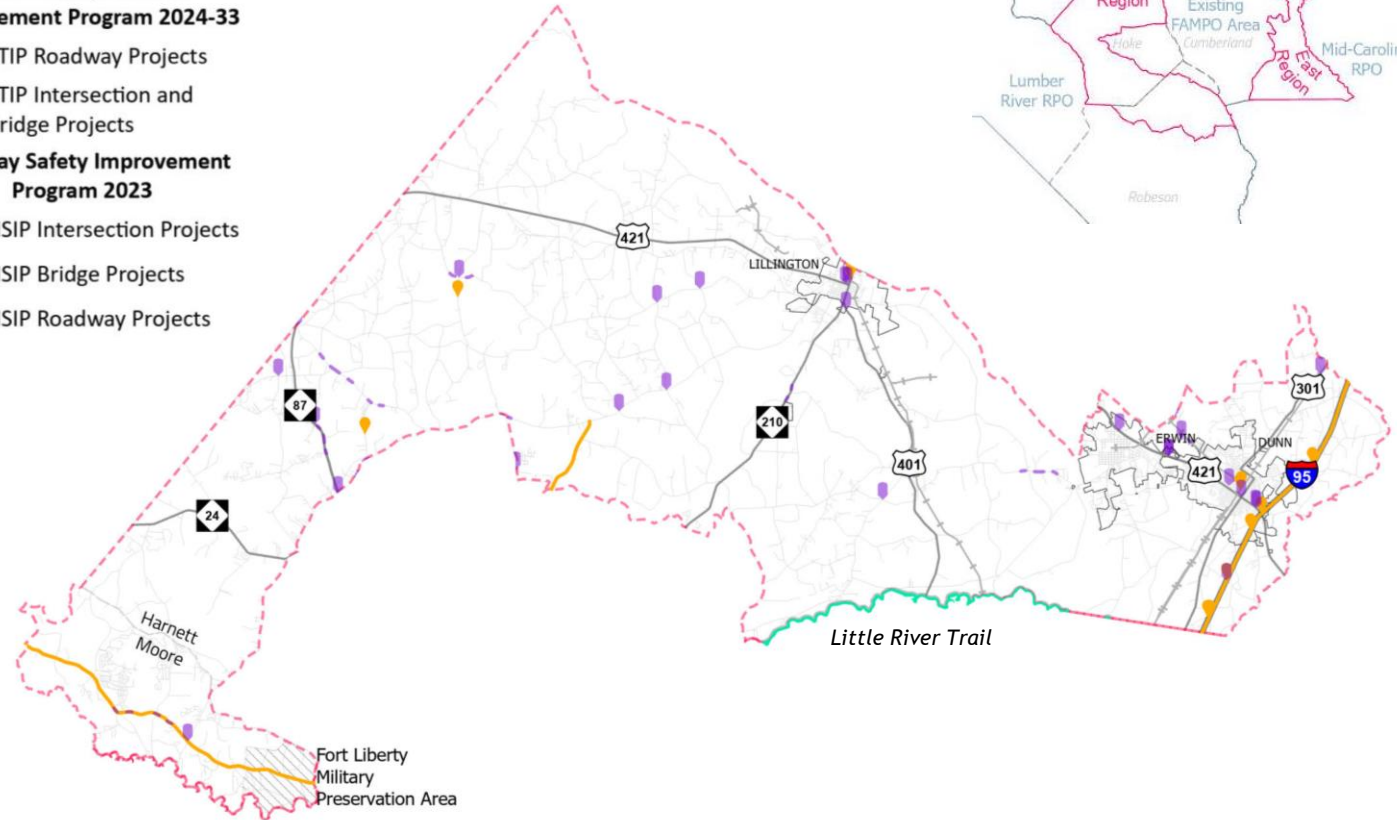 ement Program 2024-33
TIP Roadway Projects
TIP Intersection and
ridge Projects
ay Safety Improvement
Program 2023
SIP Intersection Projects
SIP Bridge Projects
SIP Roadway Projects
Region
Existing
FAMPO Area
Hoke
Cumberland
East
Region
Mid-Carolin
RPO
Lumber
River RPO
Robeson
421
LILLINGTON
301
87
210
ERWIN
DUNN
421
95
401
24
Harnett
Moore
Little River Trail
Fort Liberty
Military
Preservation Area